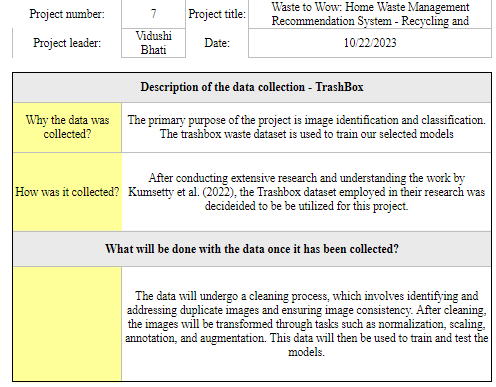 Project number: 7 Project title: Waste to Wow: Home Waste Management
Recommendation System - Recycling and
Project leader: Vidushi
Bhati
Date: 10/22/2023
Description of the data collection - TrashBox
Why the data was
collected?
The primary purpose of the project is image identification and classification.
The trashbox waste dataset is used to train our selected models
How was it collected?
After conducting extensive research and understanding the work by
Kumsetty et al. (2022), the Trashbox dataset employed in their research was
decideided to be be utilized for this project.
What will be done with the data once it has been collected?
The data will undergo a cleaning process, which involves identifying and
addressing duplicate images and ensuring image consistency. After cleaning,
the images will be transformed through tasks such as normalization, scaling,
annotation, and augmentation. This data will then be used to train and test the
models.